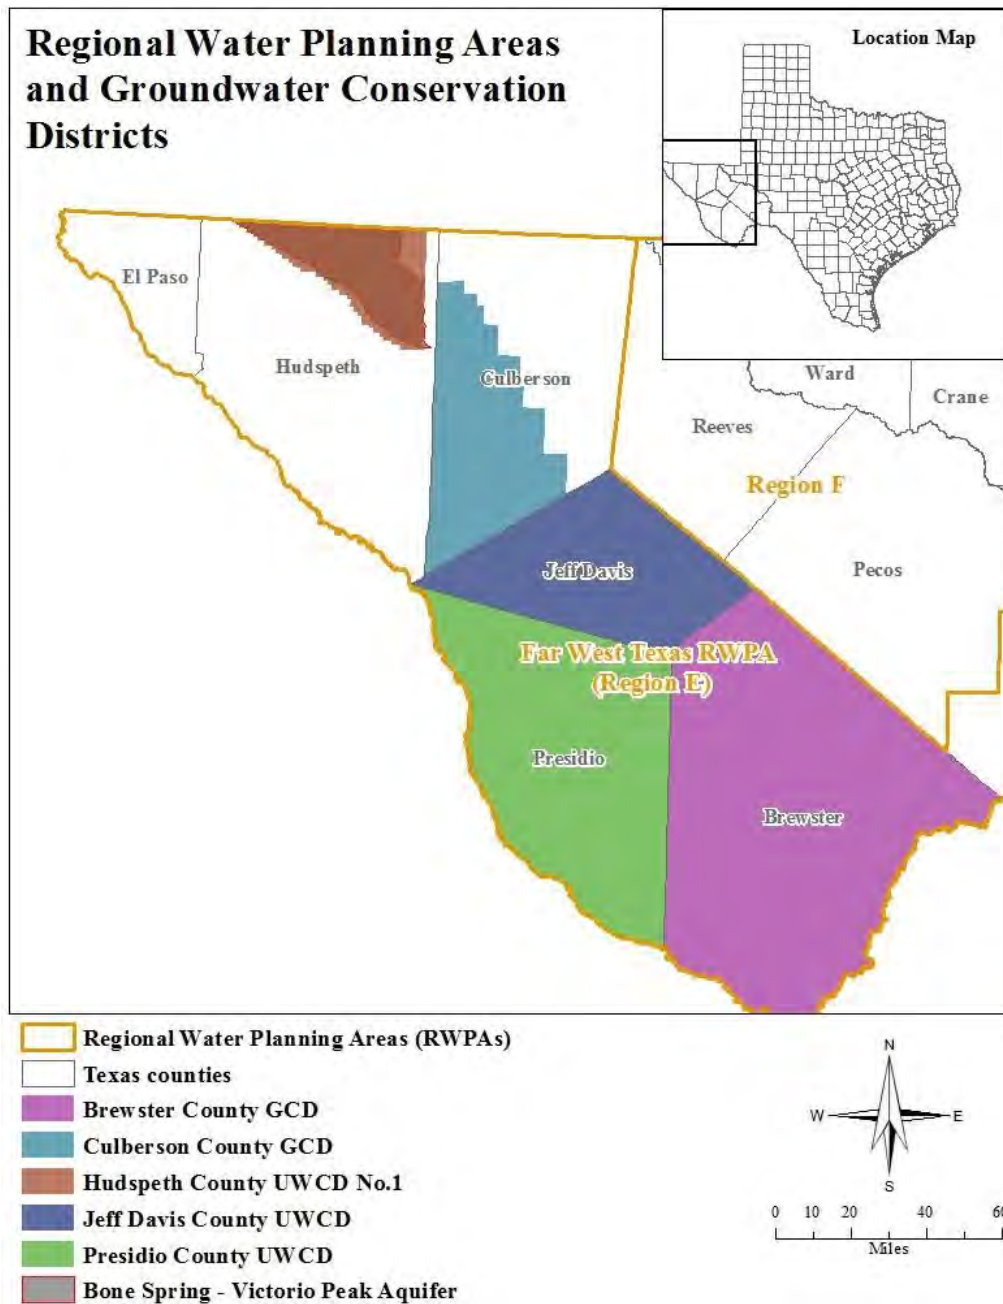 Regional Water Planning Areas
and Groundwater Conservation
Districts
Location Map
El Paso
Hudspeth
Culberson
Ward
Crane
Reeves
Region F
Jeff Davis
Pecos
Far West Texas RWPA
(Region E)
Presidio
Brewster
Regional Water Planning Areas (RWPAs)
Texas counties
Brewster County GCD
Culberson County GCD
Hudspeth County UWCD No.1
Jeff Davis County UWCD
Presidio County UWCD
Bone Spring - Victorio Peak Aquifer
N
W E
S
0 10 20 40 60
Miles